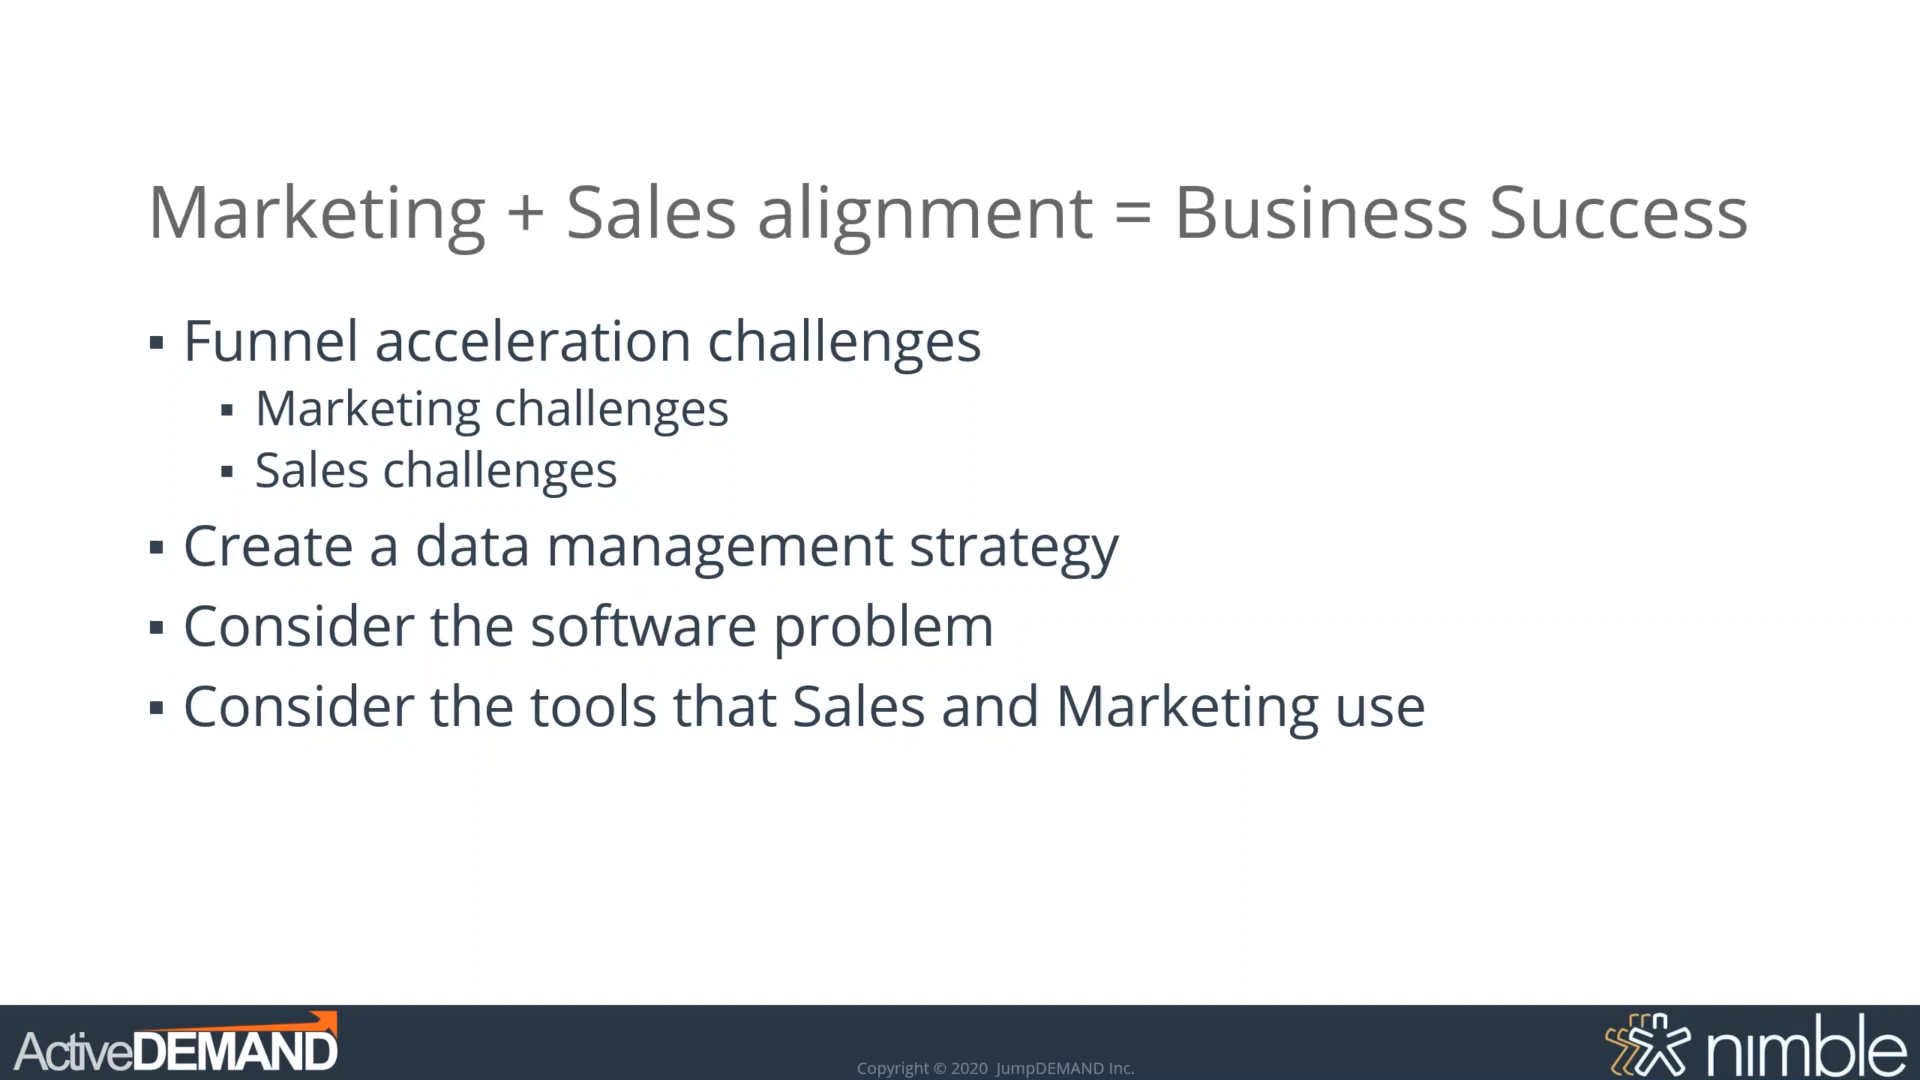 Marketing + Sales alignment = Business Success
▪ Funnel acceleration challenges
▪ Marketing challenges
▪ Sales challenges
▪ Create a data management strategy
▪ Consider the software problem
▪ Consider the tools that Sales and Marketing use
ActiveDEMAND
Copyright © 2020 JumpDEMAND Inc.
nimble